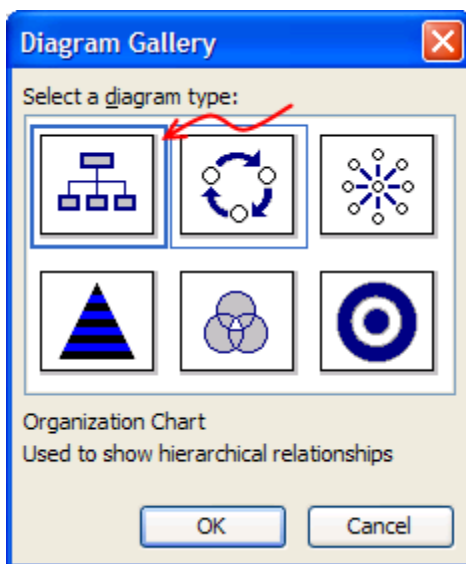 Diagram Gallery
Select a diagram type:
Organization Chart
Used to show hierarchical relationships
OK
Cancel